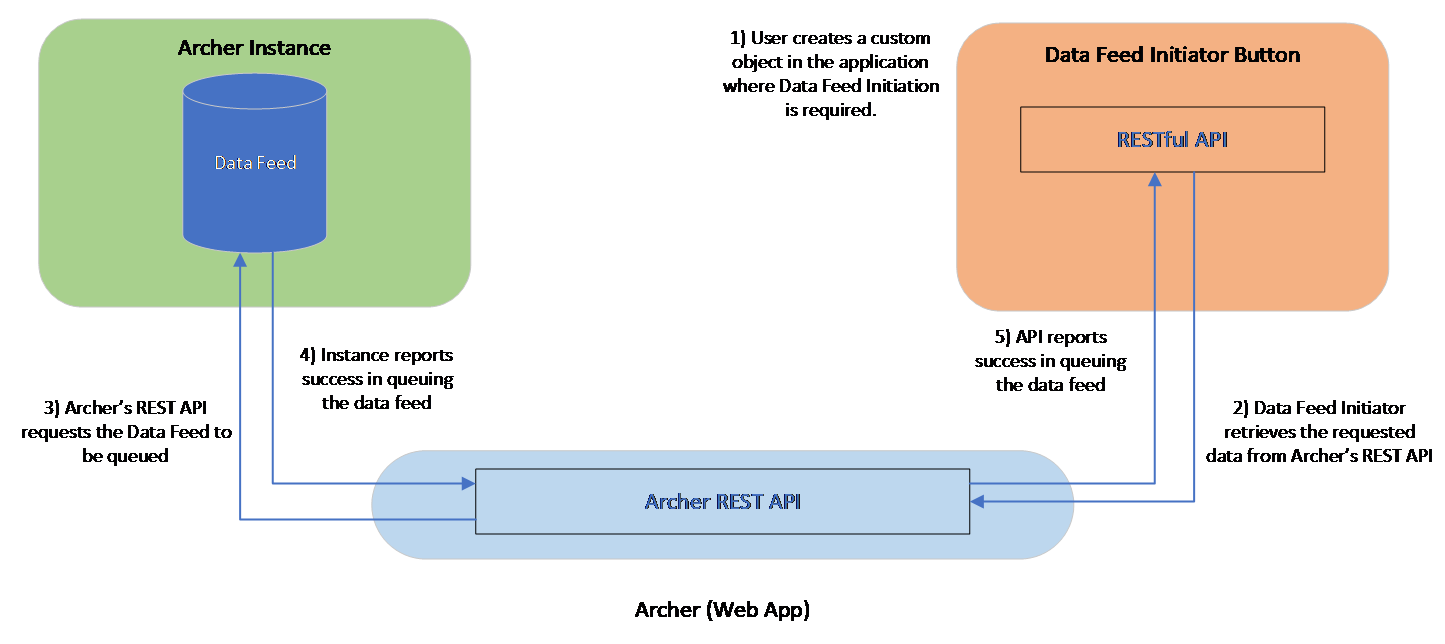 Archer Instance
Data Feed
1) User creates a custom
object in the application
where Data Feed Initiation
is required.
Data Feed Initiator Button
RESTful API
4) Instance reports
success in queuing
the data feed
3) Archer’s REST API
requests the Data Feed to
be queued
5) API reports
success in queuing
the data feed
2) Data Feed Initiator
retrieves the requested
data from Archer’s REST API
Archer REST API
Archer (Web App)